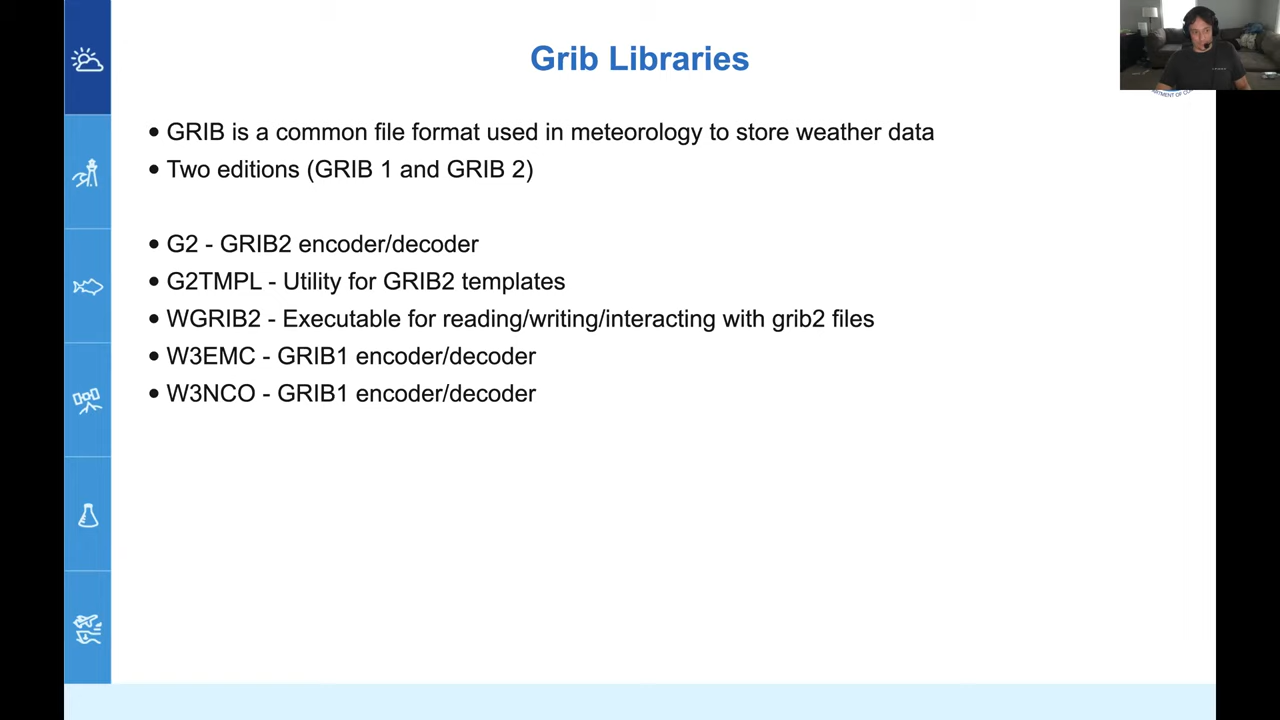 Grib Libraries
• GRIB is a common file format used in meteorology to store weather data
• Two editions (GRIB 1 and GRIB 2)
• G2 - GRIB2 encoder/decoder
• G2TMPL - Utility for GRIB2 templates
• WGRIB2 - Executable for reading/writing/interacting with grib2 files
• W3EMC - GRIB1 encoder/decoder
• W3NCO - GRIB1 encoder/decoder